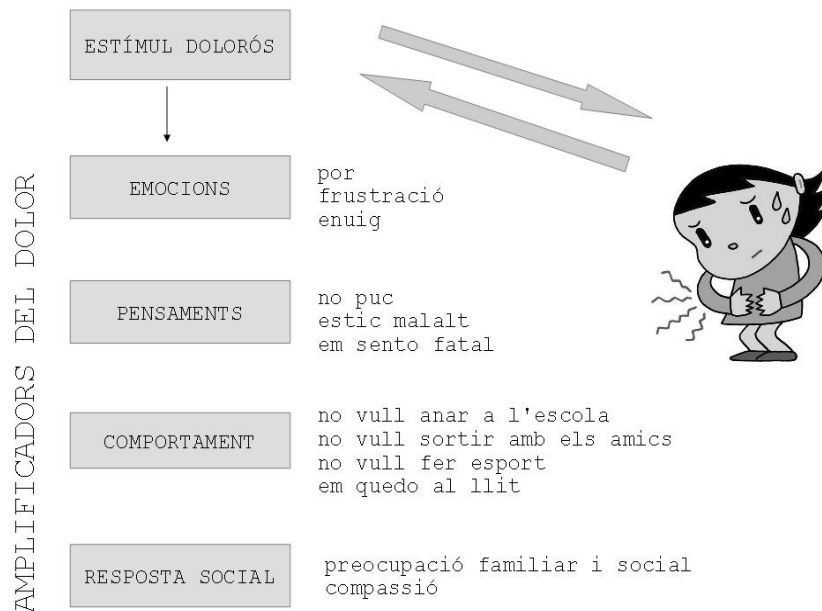 ESTÍMUL DOLORÓS
AMPLIFICADORS DEL DOLOR
EMOCIONS
por
frustració
enuig
PENSAMENTS
no puc
estic malalt
em sento fatal
COMPORTAMENT
no vull anar a l'escola
no vull sortir amb els amics
no vull fer esport
em quedo al llit
RESPOSTA SOCIAL
preocupació familiar i social
compassió